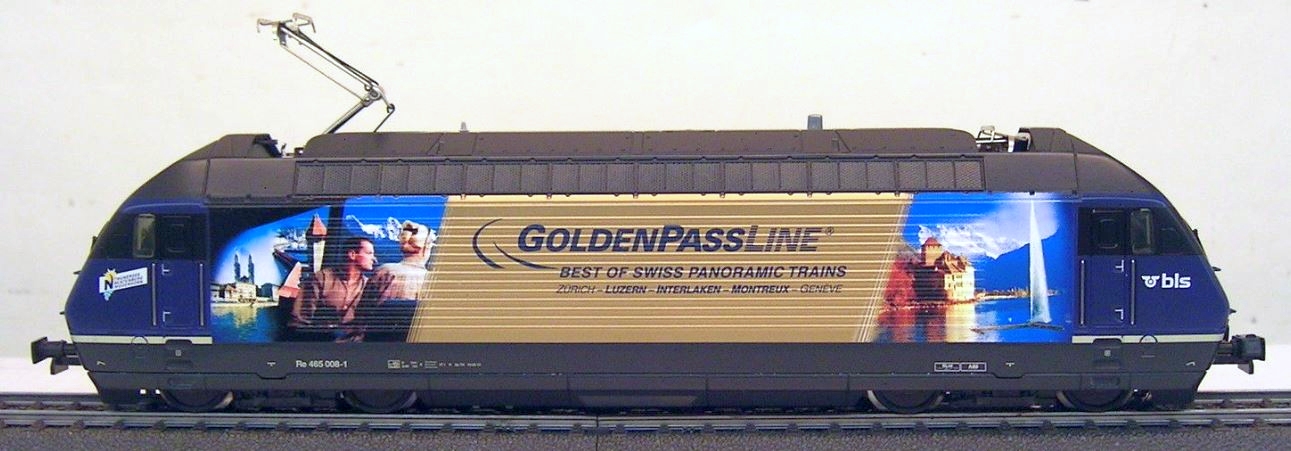 GOLDENPASSLINE®
BEST OF SWISS PANORAMIC TRAINS
ZÜRICH – LUZERN – INTERLAKEN – MONTREUX – GENÈVE
bls
Re 465 008-1